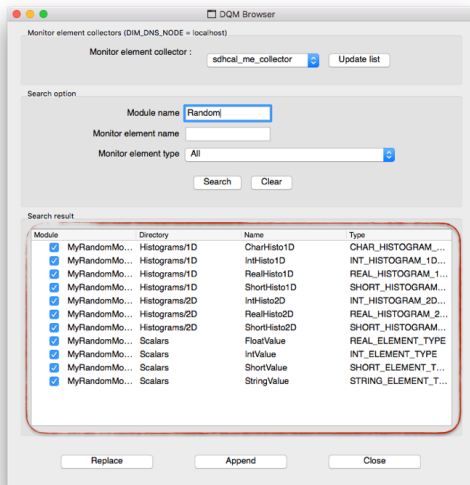 DQM Browser
Monitor element collectors (DIM_DNS_NODE = localhost)
Monitor element collector : sdhcal_me_collector Update list
Search option
Module name Random
Monitor element name
Monitor element type All
Search Clear
Search result
Module Directory Name Type
MyRandomMo... Histograms/1D CharHisto1D CHAR_HISTOGRAM_...
MyRandomMo... Histograms/1D IntHisto1D INT_HISTOGRAM_1D...
MyRandomMo... Histograms/1D RealHisto1D REAL_HISTOGRAM_1...
MyRandomMo... Histograms/1D ShortHisto1D SHORT_HISTOGRAM...
MyRandomMo... Histograms/2D IntHisto2D INT_HISTOGRAM_2D...
MyRandomMo... Histograms/2D RealHisto2D REAL_HISTOGRAM_2...
MyRandomMo... Histograms/2D ShortHisto2D SHORT_HISTOGRAM...
MyRandomMo... Scalars FloatValue REAL_ELEMENT_TYPE
MyRandomMo... Scalars IntValue INT_ELEMENT_TYPE
MyRandomMo... Scalars ShortValue SHORT_ELEMENT_T...
MyRandomMo... Scalars StringValue STRING_ELEMENT_T...
Replace Append Close